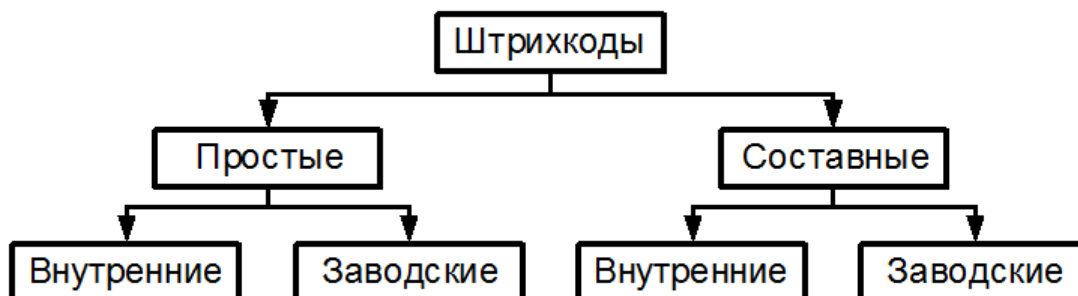 Штрихкоды
Простые
Составные
Внутренние
Заводские
Внутренние
Заводские